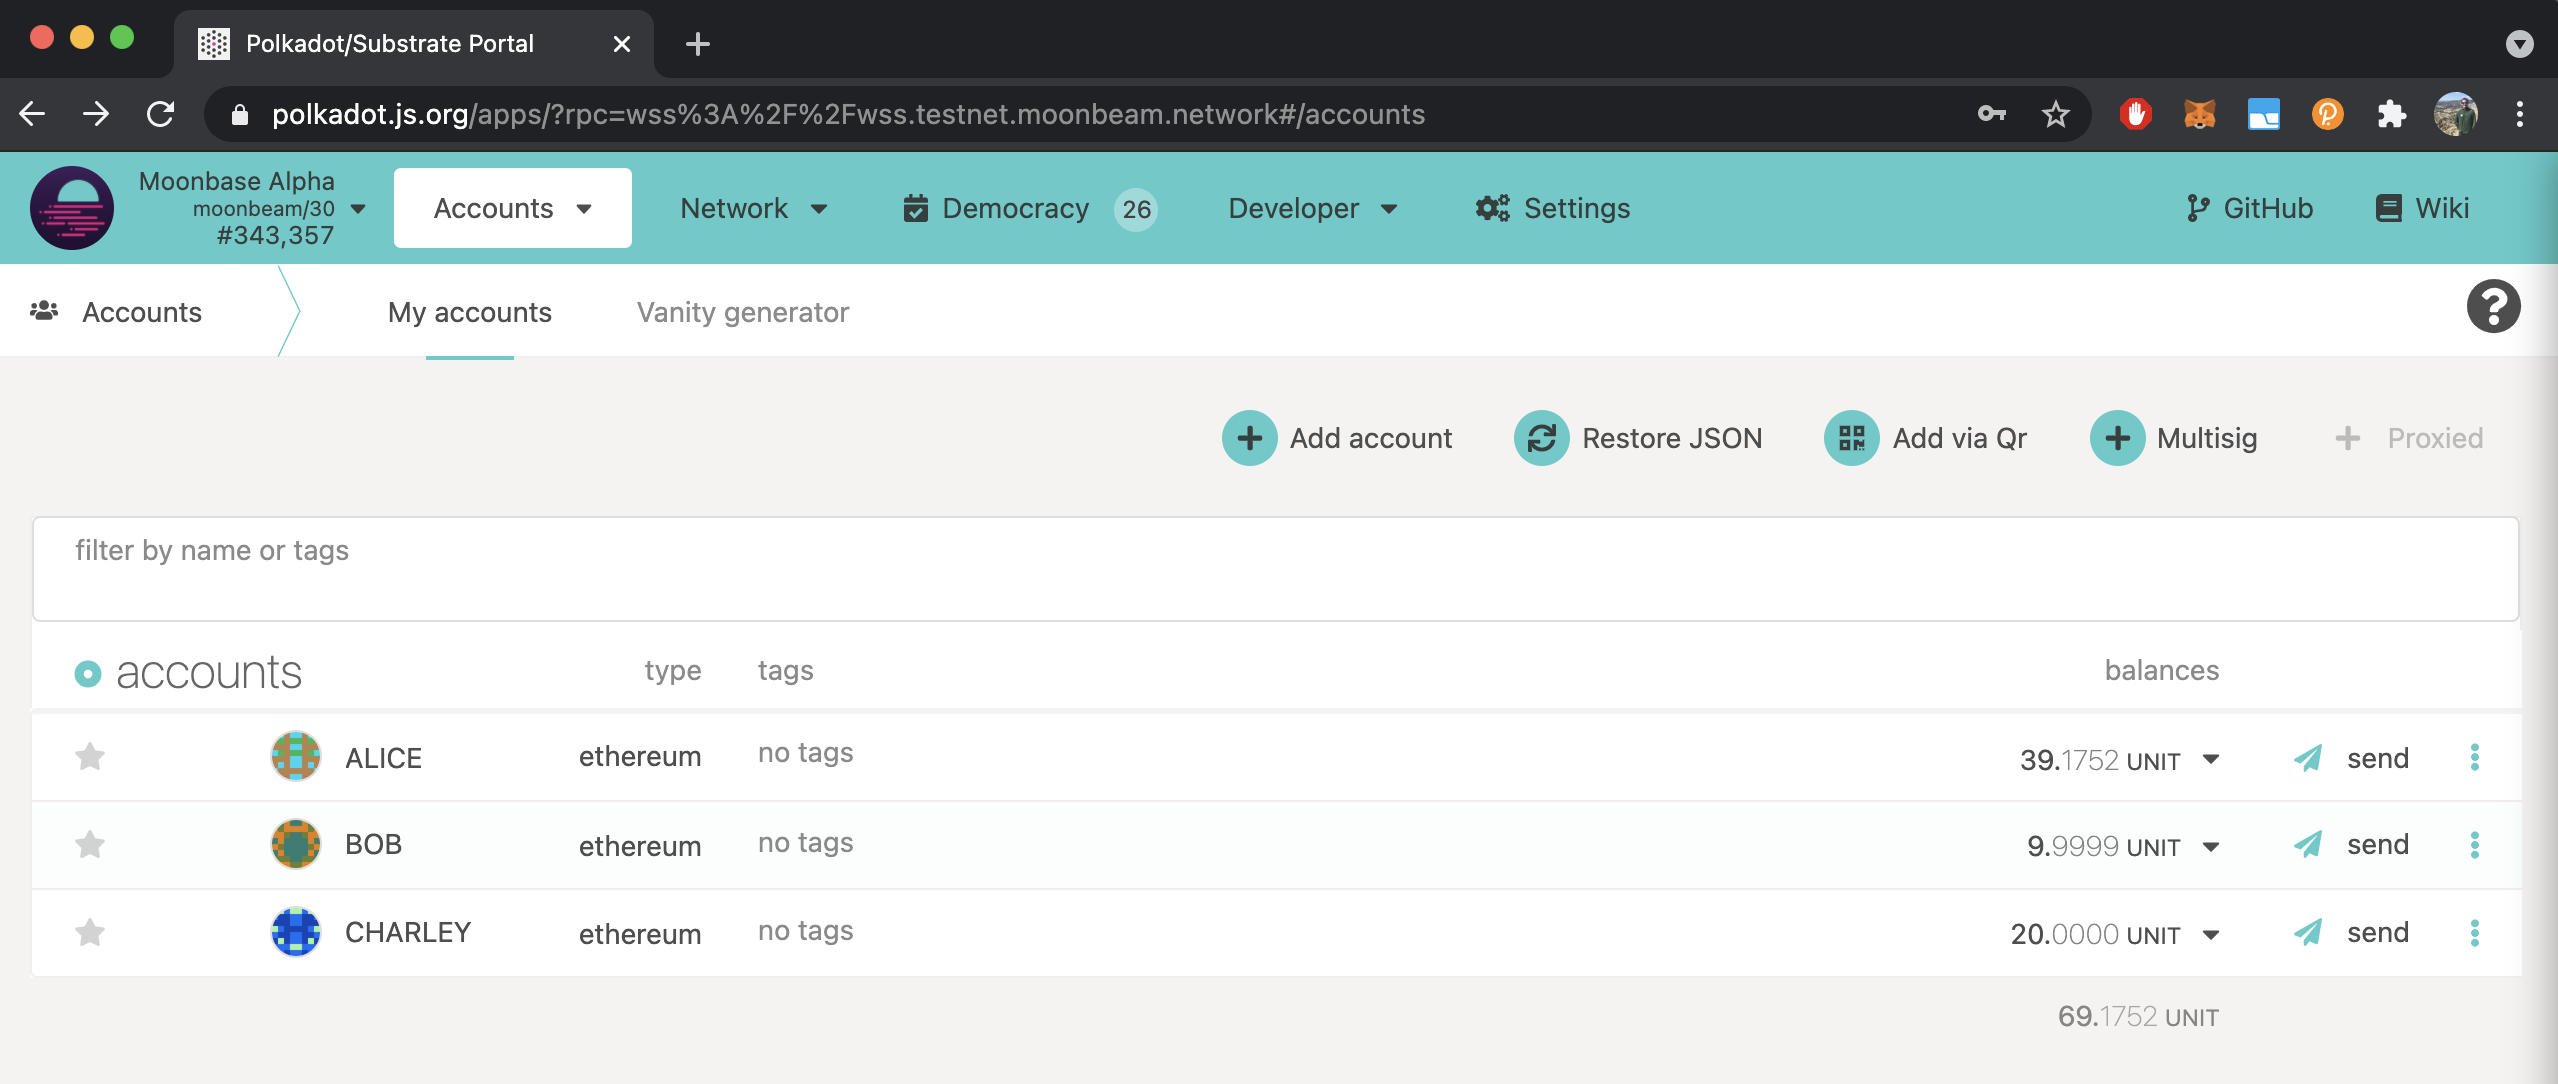 Polkadot/Substrate Portal
polkadot.js.org/apps/?rpc=wss%3A%2F%2Fwss.testnet.moonbeam.network#/accounts
Moonbase Alpha
moonbeam/30
#343,357
Accounts
Network
Democracy 26
Developer
Settings
GitHub
Wiki
Accounts
My accounts
Vanity generator
Add account
Restore JSON
Add via Qr
Multisig
Proxied
filter by name or tags
accounts type tags balances
ALICE ethereum no tags 39.1752 UNIT send
BOB ethereum no tags 9.9999 UNIT send
CHARLEY ethereum no tags 20.0000 UNIT send
69.1752 UNIT